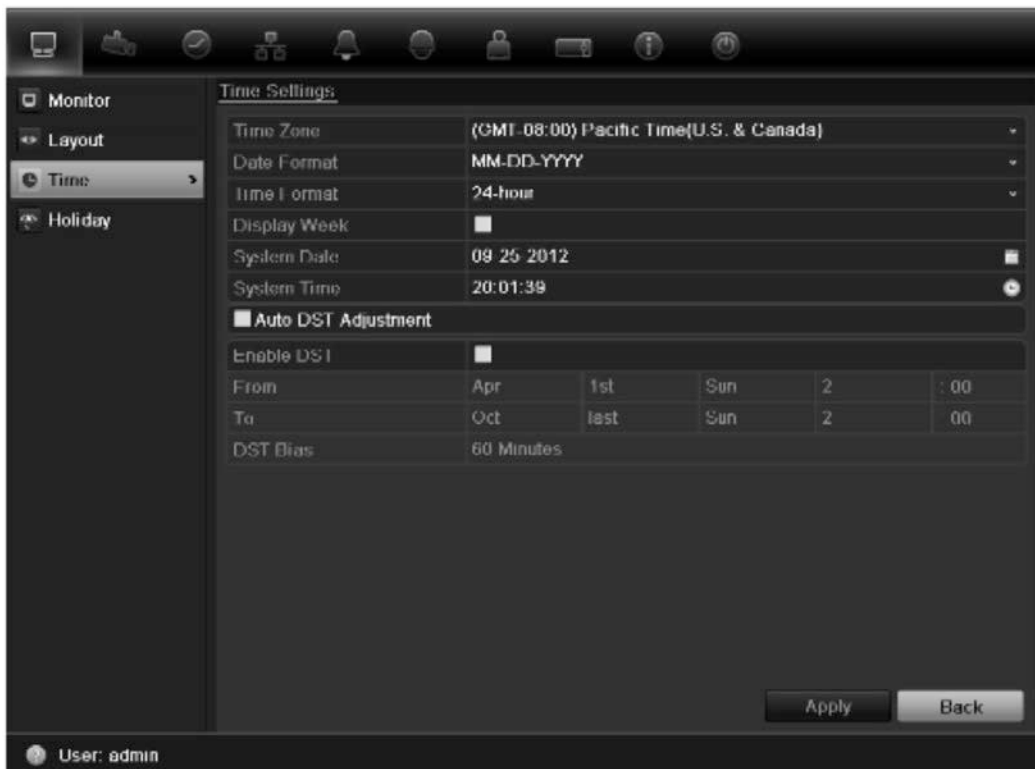 Monitor
Layout
Time
Holiday
Time Settings
Time Zone (GMT-08:00) Pacific Time(U.S. & Canada)
Date Format MM-DD-YYYY
Time Format 24-hour
Display Week
System Date 09-25-2012
System Time 20:01:39
Auto DST Adjustment
Enable DST
From Apr 1st Sun 2 : 00
To Oct last Sun 2 : 00
DST Bias 60 Minutes
Apply Back
User: admin